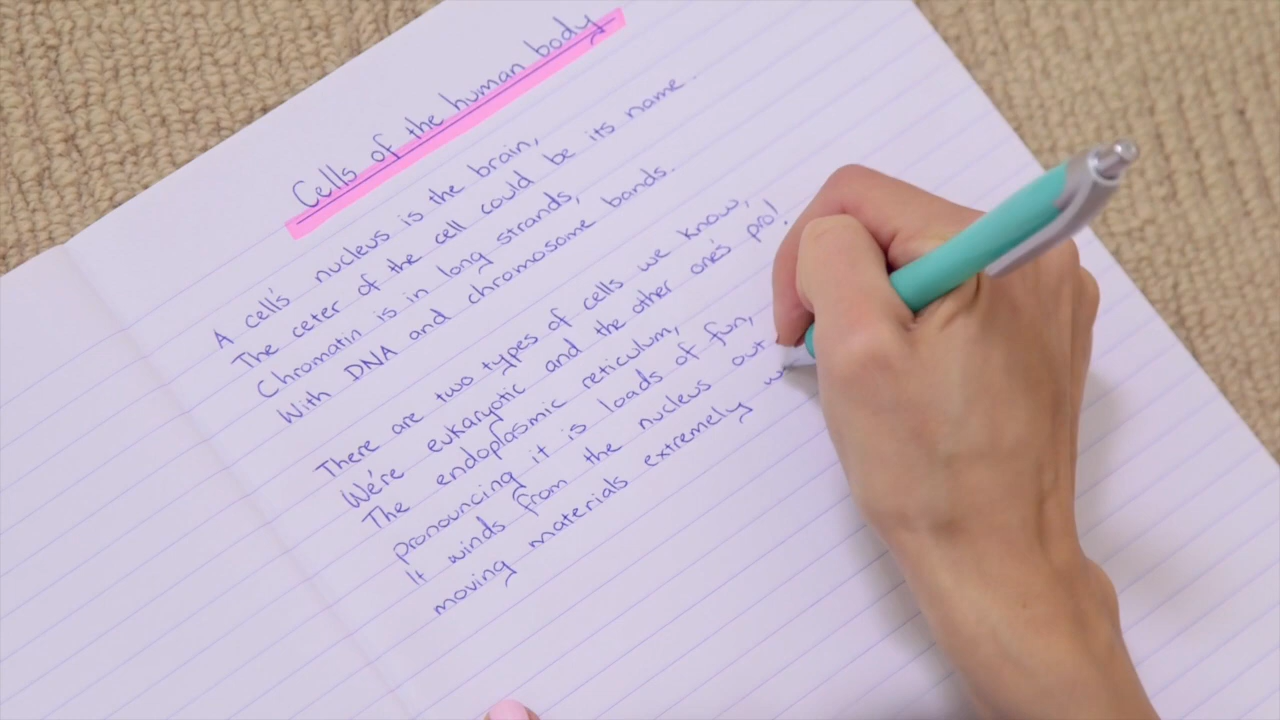 Cells of the human body
A cells' nucleus is the brain,
The ceter of the cell could be its name.
Chromatin is in long strands,
With DNA and chromosome bands.
There are two types of cells we know,
We're eukaryotic and the other one's pro!
The endoplasmic reticulum,
pronouncing it is loads of fun,
It winds from the nucleus out
moving materials extremely